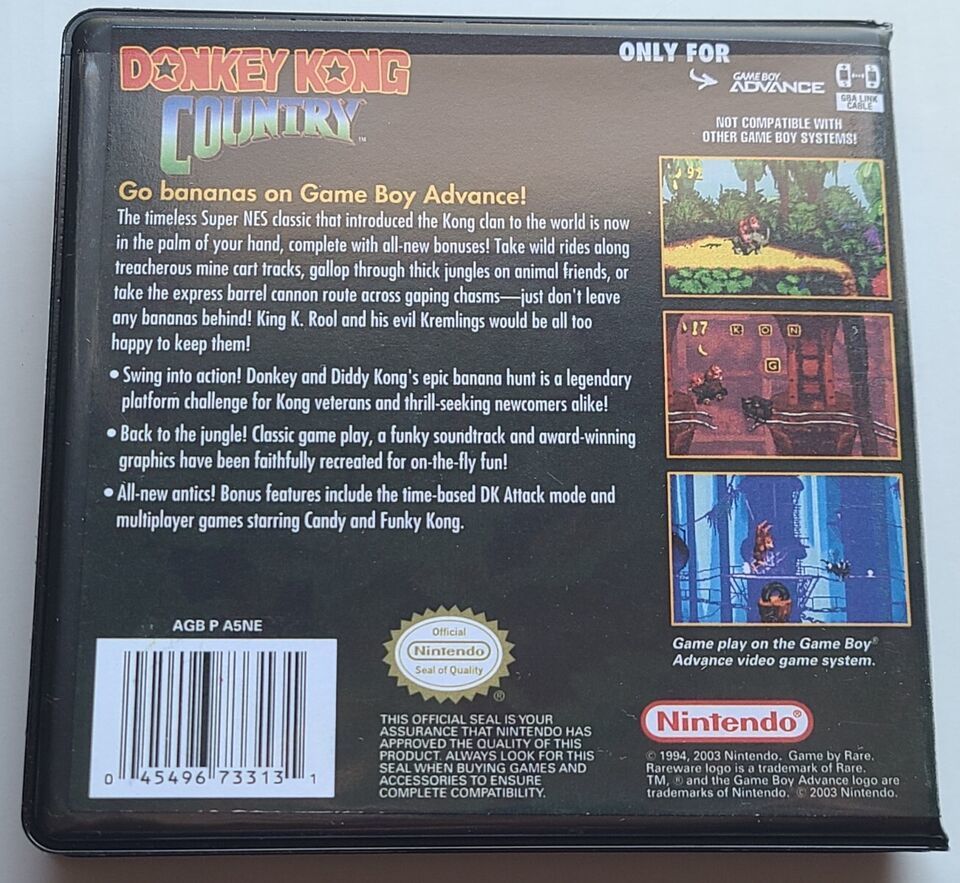 DONKEY KONG
COUNTRY™
ONLY FOR
GAME BOY
ADVANCE
GBA LINK
CABLE
NOT COMPATIBLE WITH
OTHER GAME BOY SYSTEMS!
Go bananas on Game Boy Advance!
The timeless Super NES classic that introduced the Kong clan to the world is now
in the palm of your hand, complete with all-new bonuses! Take wild rides along
treacherous mine cart tracks, gallop through thick jungles on animal friends, or
take the express barrel cannon route across gaping chasms—just don't leave
any bananas behind! King K. Rool and his evil Kremlings would be all too
happy to keep them!
• Swing into action! Donkey and Diddy Kong's epic banana hunt is a legendary
platform challenge for Kong veterans and thrill-seeking newcomers alike!
• Back to the jungle! Classic game play, a funky soundtrack and award-winning
graphics have been faithfully recreated for on-the-fly fun!
• All-new antics! Bonus features include the time-based DK Attack mode and
multiplayer games starring Candy and Funky Kong.
92
17 K O N
G
Game play on the Game Boy®
Advance video game system.
AGB P A5NE
0 45496 73313 1
Official
Nintendo
Seal of Quality
®
THIS OFFICIAL SEAL IS YOUR
ASSURANCE THAT NINTENDO HAS
APPROVED THE QUALITY OF THIS
PRODUCT. ALWAYS LOOK FOR THIS
SEAL WHEN BUYING GAMES AND
ACCESSORIES TO ENSURE
COMPLETE COMPATIBILITY.
Nintendo®
© 1994, 2003 Nintendo. Game by Rare.
Rareware logo is a trademark of Rare.
TM, ® and the Game Boy Advance logo are
trademarks of Nintendo. © 2003 Nintendo.